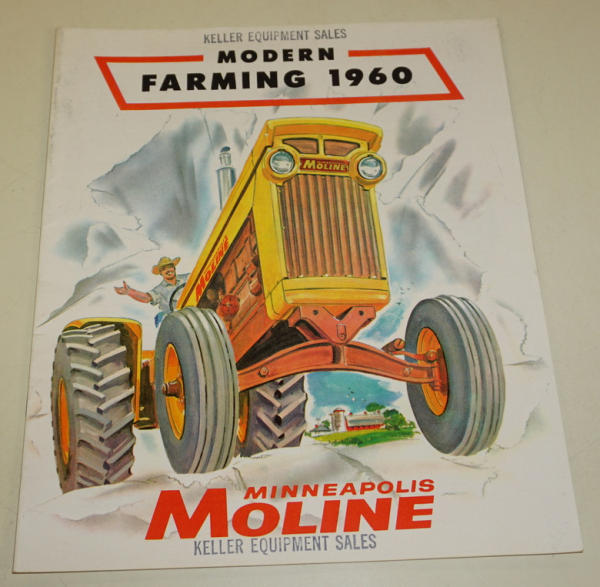 KELLER EQUIPMENT SALES
MODERN
FARMING 1960
MOLINE
MOLINE
MINNEAPOLIS
MOLINE
KELLER EQUIPMENT SALES